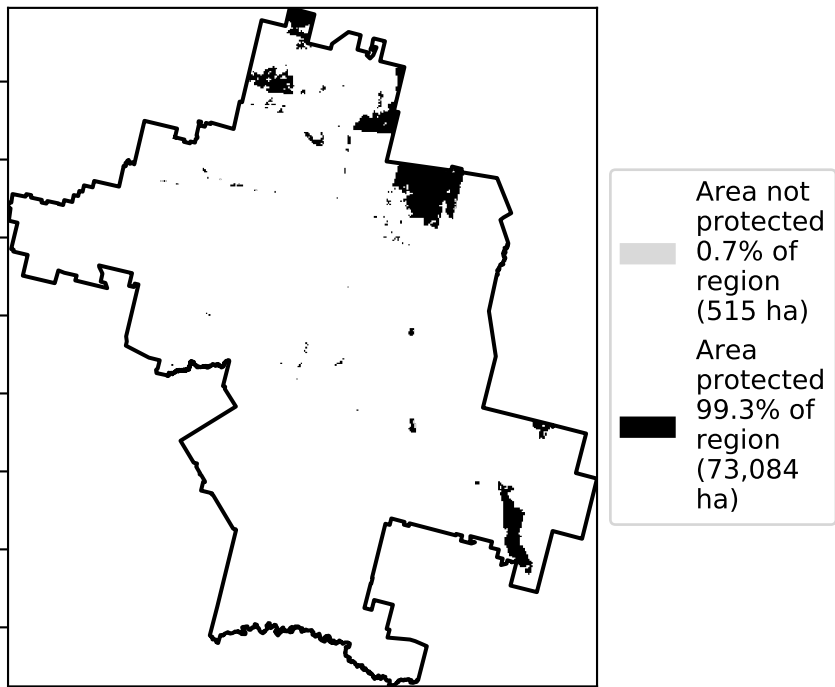 Area not
protected
0.7% of
region
(515 ha)
Area
protected
99.3% of
region
(73,084
ha)